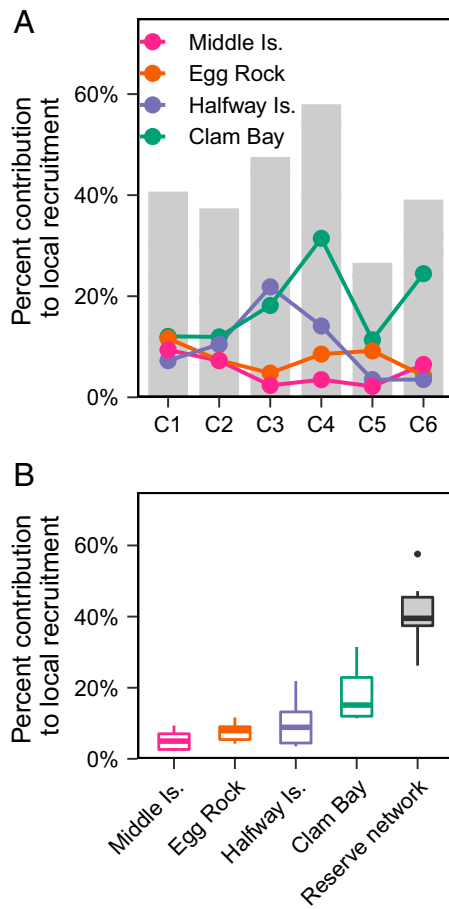 A
Middle Is.
Egg Rock
Halfway Is.
Clam Bay
Percent contribution
to local recruitment
60%
40%
20%
0%
C1 C2 C3 C4 C5 C6
B
Percent contribution
to local recruitment
60%
40%
20%
0%
Middle Is.
Egg Rock
Halfway Is.
Clam Bay
Reserve network